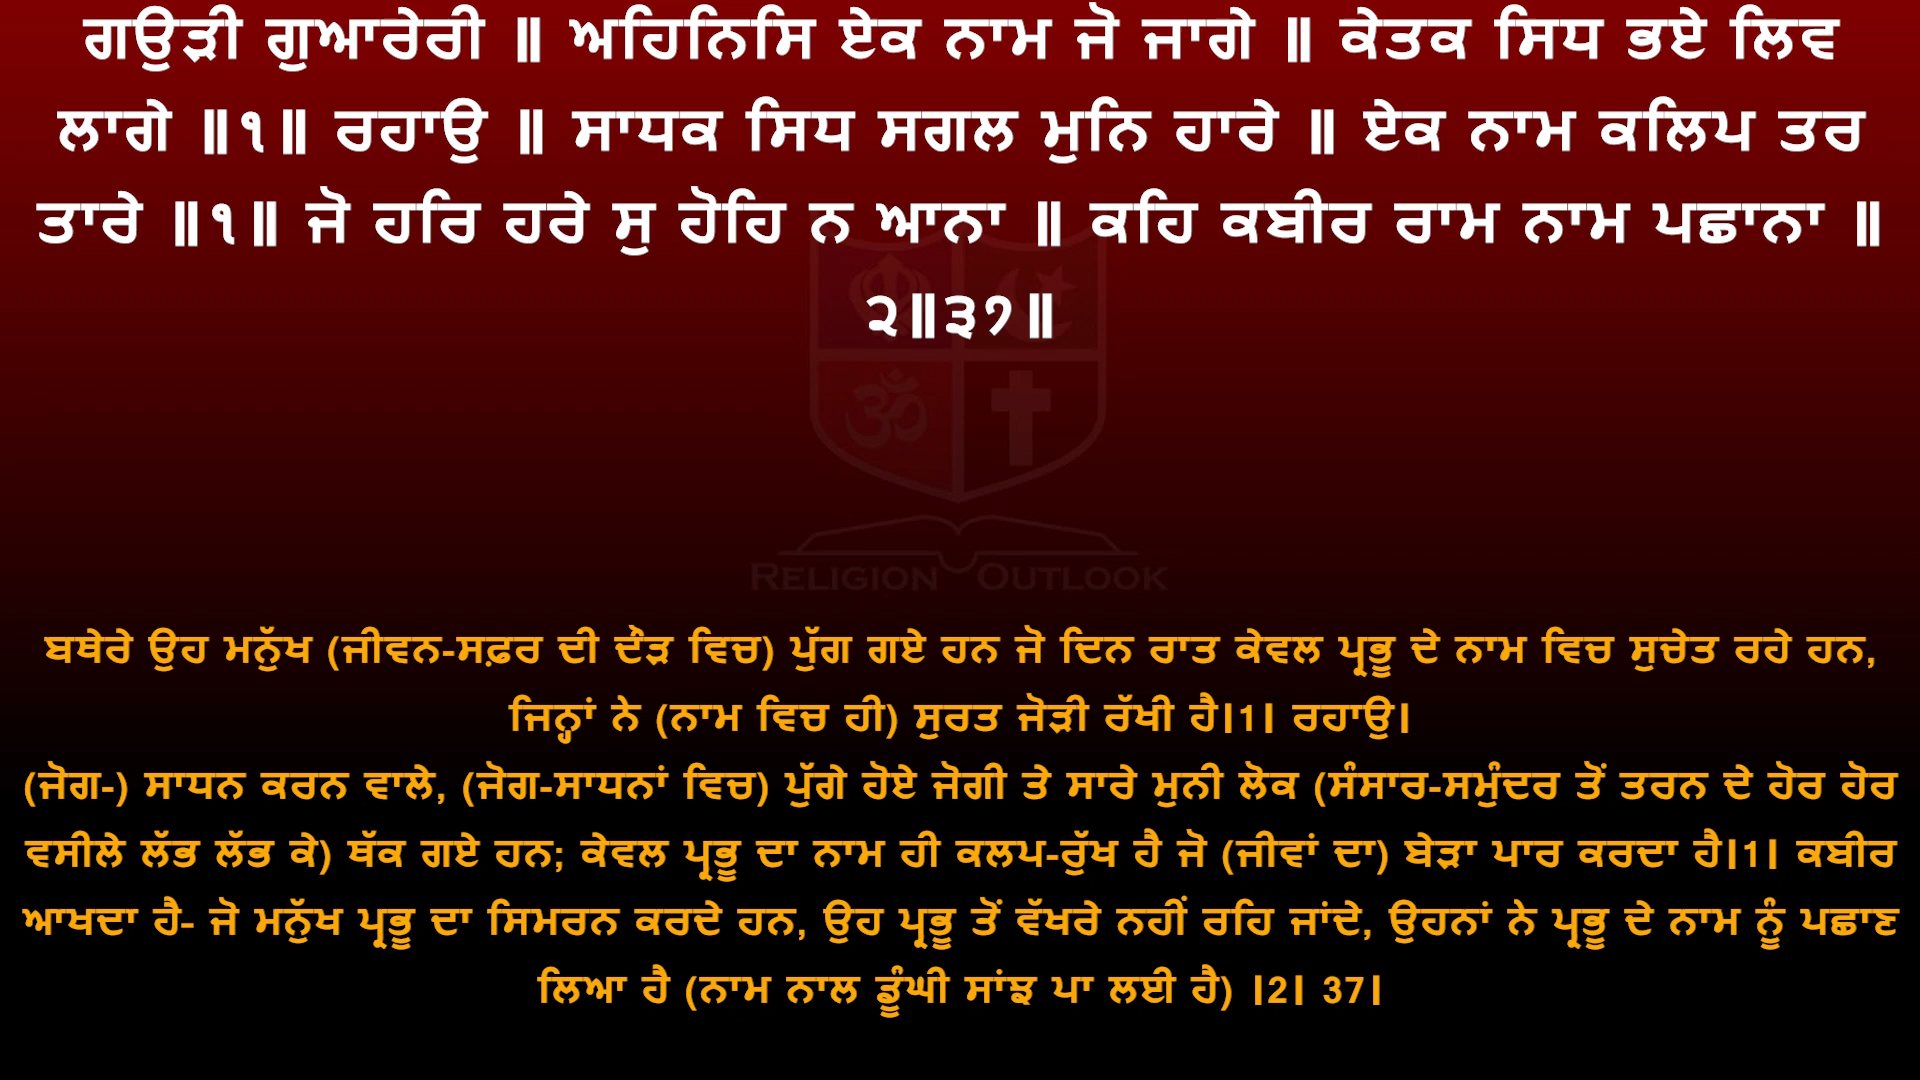 ਗਉੜੀ ਗੁਆਰੇਰੀ ॥ ਅਹਿਨਿਸਿ ਏਕ ਨਾਮ ਜੋ ਜਾਗੇ ॥ ਕੇਤਕ ਸਿਧ ਭਏ ਲਿਵ
ਲਾਗੇ ॥੧॥ ਰਹਾਉ ॥ ਸਾਧਕ ਸਿਧ ਸਗਲ ਮੁਨਿ ਹਾਰੇ ॥ ਏਕ ਨਾਮ ਕਲਿਪ ਤਰ
ਤਾਰੇ ॥੧॥ ਜੋ ਹਰਿ ਹਰੇ ਸੁ ਹੋਹਿ ਨ ਆਨਾ ॥ ਕਹਿ ਕਬੀਰ ਰਾਮ ਨਾਮ ਪਛਾਨਾ ॥
੨॥੩੭॥
RELIGION OUTLOOK
ਬਥੇਰੇ ਉਹ ਮਨੁੱਖ (ਜੀਵਨ-ਸਫ਼ਰ ਦੀ ਦੌੜ ਵਿਚ) ਪੁੱਗ ਗਏ ਹਨ ਜੋ ਦਿਨ ਰਾਤ ਕੇਵਲ ਪ੍ਰਭੂ ਦੇ ਨਾਮ ਵਿਚ ਸੁਚੇਤ ਰਹੇ ਹਨ,
ਜਿਨ੍ਹਾਂ ਨੇ (ਨਾਮ ਵਿਚ ਹੀ) ਸੁਰਤ ਜੋੜੀ ਰੱਖੀ ਹੈ।1। ਰਹਾਉ।
(ਜੋਗ-) ਸਾਧਨ ਕਰਨ ਵਾਲੇ, (ਜੋਗ-ਸਾਧਨਾਂ ਵਿਚ) ਪੁੱਗੇ ਹੋਏ ਜੋਗੀ ਤੇ ਸਾਰੇ ਮੁਨੀ ਲੋਕ (ਸੰਸਾਰ-ਸਮੁੰਦਰ ਤੋਂ ਤਰਨ ਦੇ ਹੋਰ ਹੋਰ
ਵਸੀਲੇ ਲੱਭ ਲੱਭ ਕੇ) ਥੱਕ ਗਏ ਹਨ; ਕੇਵਲ ਪ੍ਰਭੂ ਦਾ ਨਾਮ ਹੀ ਕਲਪ-ਰੁੱਖ ਹੈ ਜੋ (ਜੀਵਾਂ ਦਾ) ਬੇੜਾ ਪਾਰ ਕਰਦਾ ਹੈ।1। ਕਬੀਰ
ਆਖਦਾ ਹੈ- ਜੋ ਮਨੁੱਖ ਪ੍ਰਭੂ ਦਾ ਸਿਮਰਨ ਕਰਦੇ ਹਨ, ਉਹ ਪ੍ਰਭੂ ਤੋਂ ਵੱਖਰੇ ਨਹੀਂ ਰਹਿ ਜਾਂਦੇ, ਉਹਨਾਂ ਨੇ ਪ੍ਰਭੂ ਦੇ ਨਾਮ ਨੂੰ ਪਛਾਣ
ਲਿਆ ਹੈ (ਨਾਮ ਨਾਲ ਡੂੰਘੀ ਸਾਂਝ ਪਾ ਲਈ ਹੈ) ।2। 37।